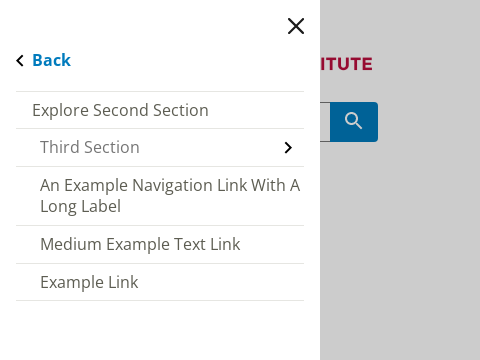 Back
ITUTE
Explore Second Section
Third Section
An Example Navigation Link With A
Long Label
Medium Example Text Link
Example Link